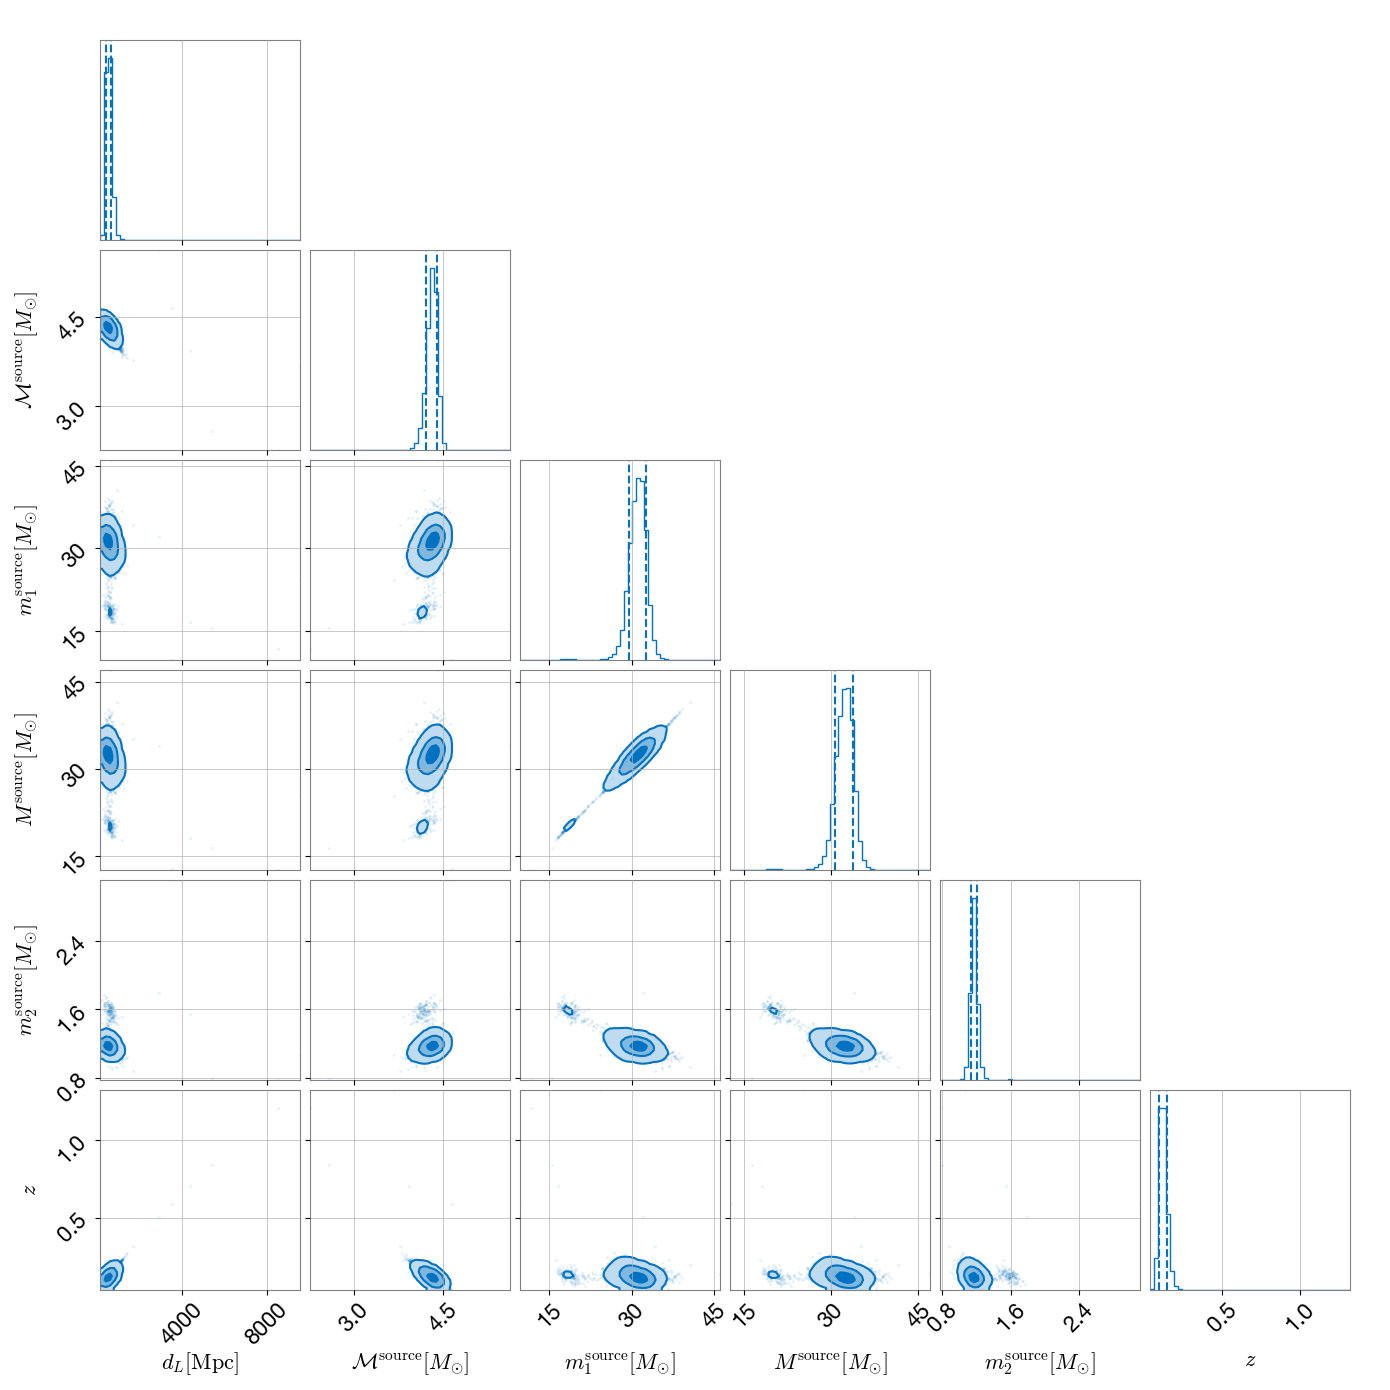 4.5
3.0
ℳ^source[M_⊙]
45
30
15
m_1^source[M_⊙]
45
30
15
M^source[M_⊙]
2.4
1.6
0.8
m_2^source[M_⊙]
1.0
0.5
z
4000 8000
3.0 4.5
15 30 45
15 30 45
0.8 1.6 2.4
0.5 1.0
d_L[Mpc] ℳ^source[M_⊙] m_1^source[M_⊙] M^source[M_⊙] m_2^source[M_⊙] z